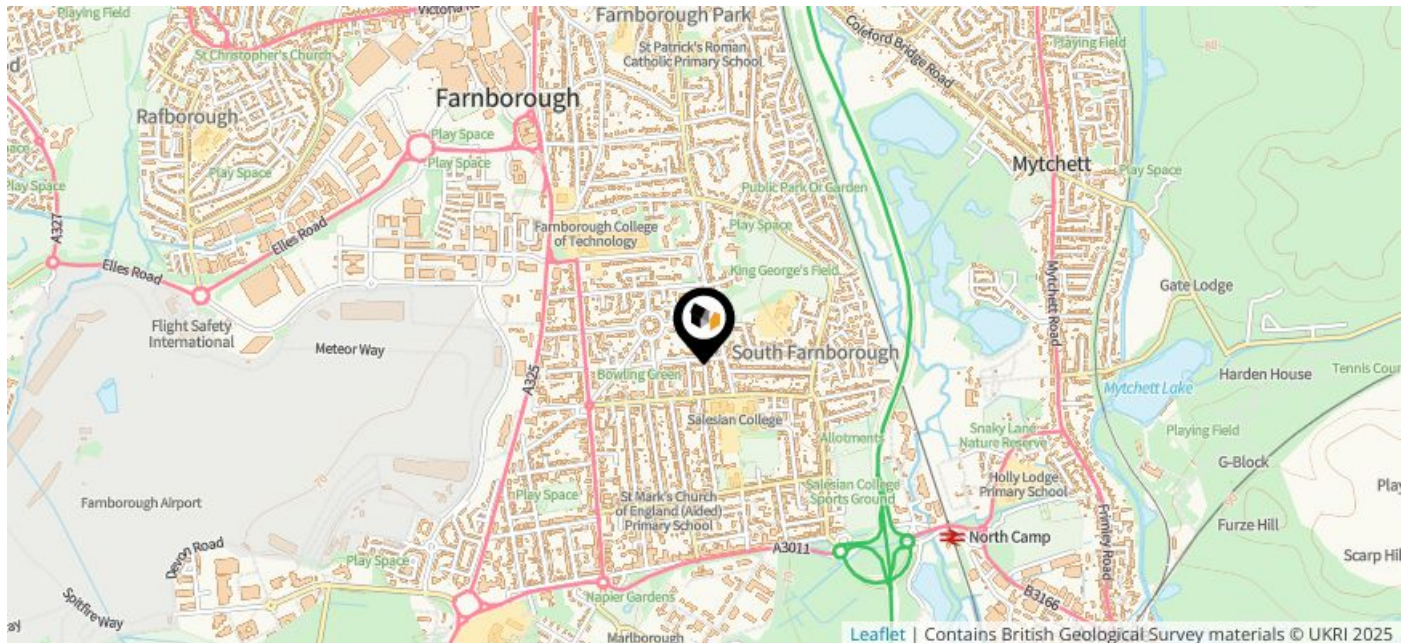 Playing Field
Victoria Road
Farnborough Park
St Christopher's Church
St Patrick's Roman
Catholic Primary School
Coleford Bridge Road
Playing Field
80
Farnborough
Rafborough
Play Space
Play Space
Play Space
Play Space
Mytchett
Play Space
Public Park Or Garden
A327
Farnborough College
of Technology
Play Space
Elles Road
Elles Road
King George's Field
Mytchett Road
Gate Lodge
Flight Safety
International
Meteor Way
South Farnborough
A325
Bowling Green
Mytchett Lake
Harden House
Tennis Cour
Salesian College
Allotments
Snaky Lane
Nature Reserve
Playing Field
G-Block
Farnborough Airport
Play Space
St Mark's Church
of England (Aided)
Primary School
Salesian College
Sports Ground
Holly Lodge
Primary School
Play
Furze Hill
North Camp
Frimley Road
Devon Road
A3011
Play Space
Scarp Hil
Spitfire Way
Napier Gardens
B3166
ay
Marlborough
Leaflet | Contains British Geological Survey materials © UKRI 2025